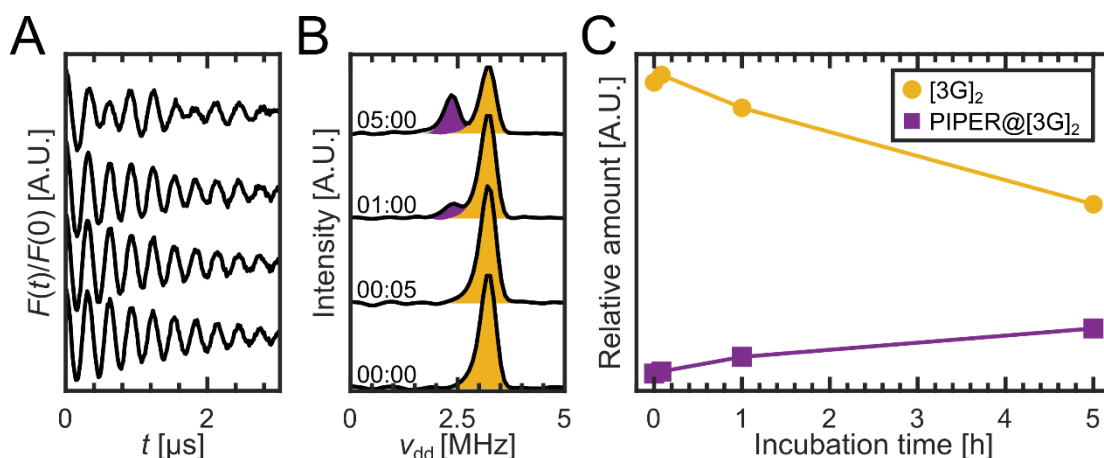 A
F(t)/F(0) [A.U.]
0
2
t [µs]
B
Intensity [A.U.]
05:00
01:00
00:05
00:00
0
2.5
5
ν_dd [MHz]
C
Relative amount [A.U.]
[3G]₂
PIPER@[3G]₂
0
1
2
3
4
5
Incubation time [h]